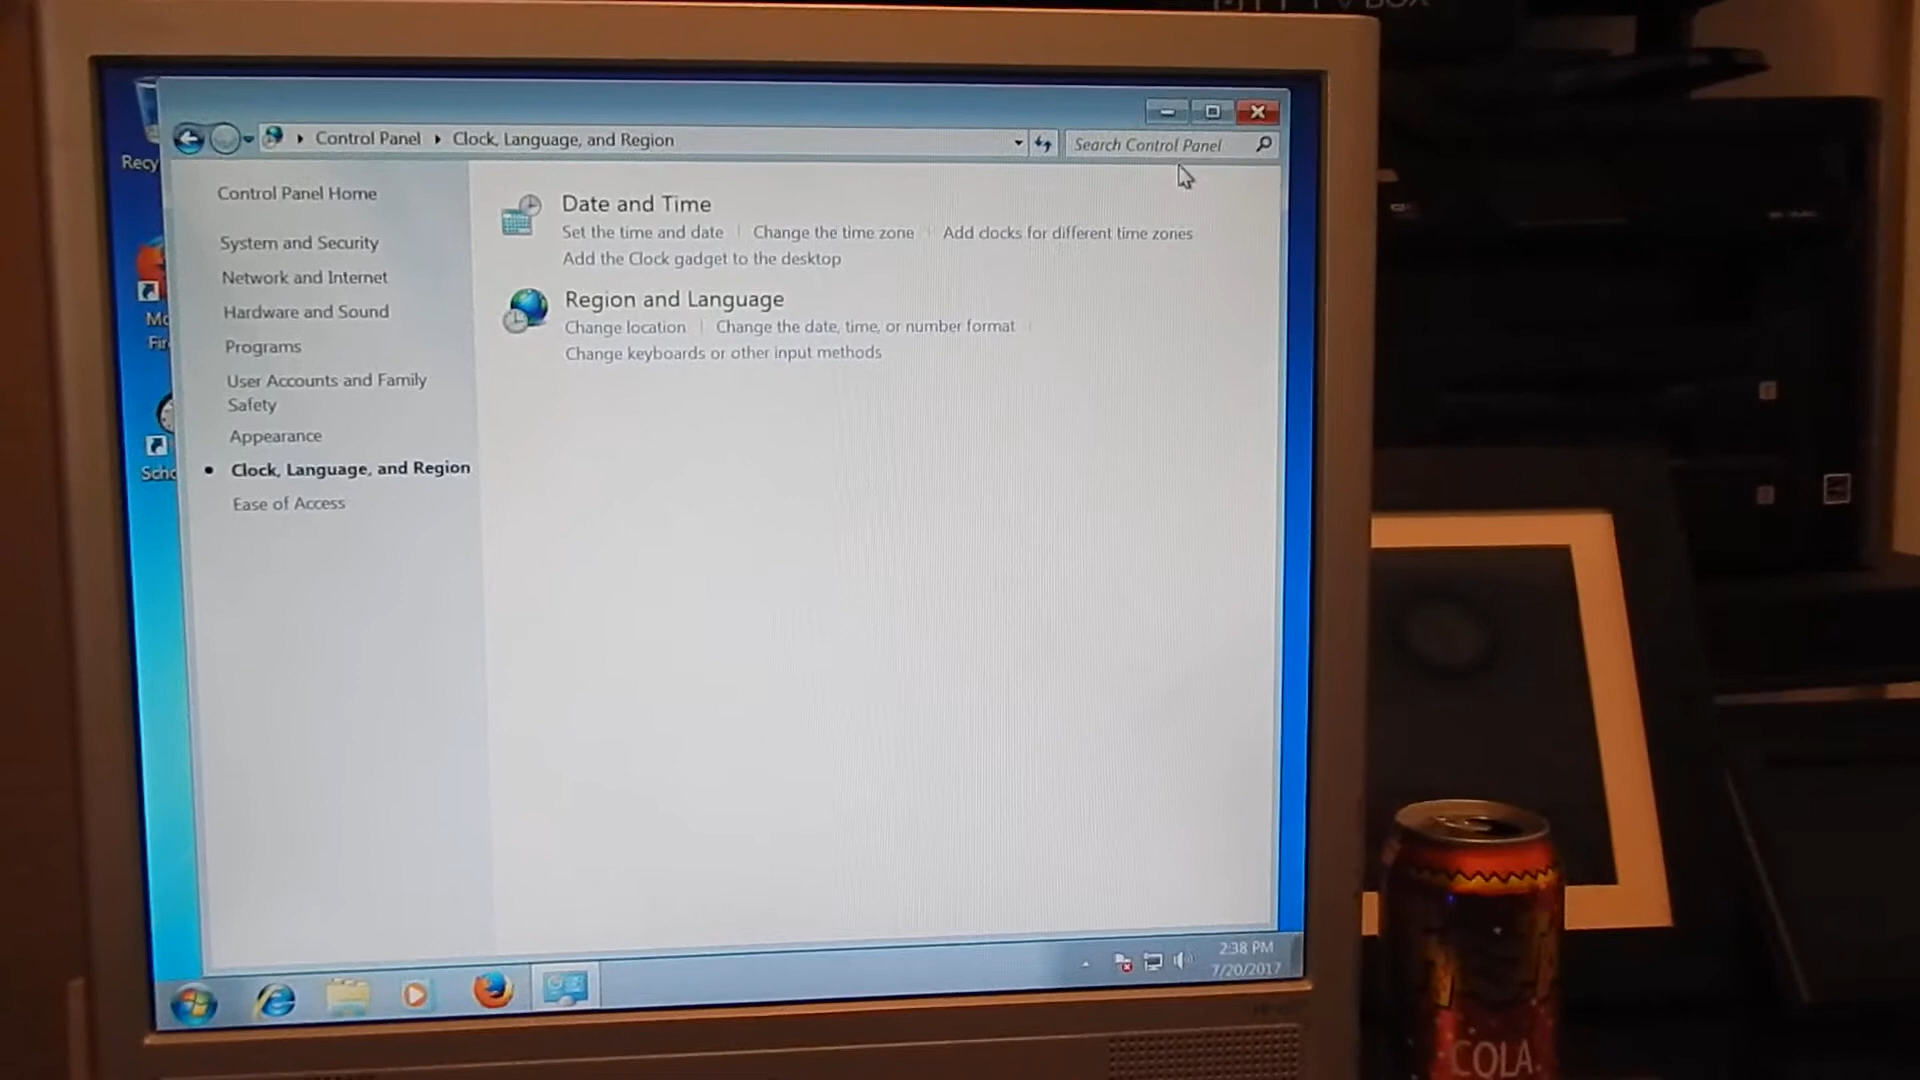 Control Panel
Clock, Language, and Region
Search Control Panel
Recy
Mo
Fir
Sch
Control Panel Home
System and Security
Network and Internet
Hardware and Sound
Programs
User Accounts and Family
Safety
Appearance
Clock, Language, and Region
Ease of Access
Date and Time
Set the time and date
Change the time zone
Add clocks for different time zones
Add the Clock gadget to the desktop
Region and Language
Change location
Change the date, time, or number format
Change keyboards or other input methods
2:38 PM
7/20/2017
COLA